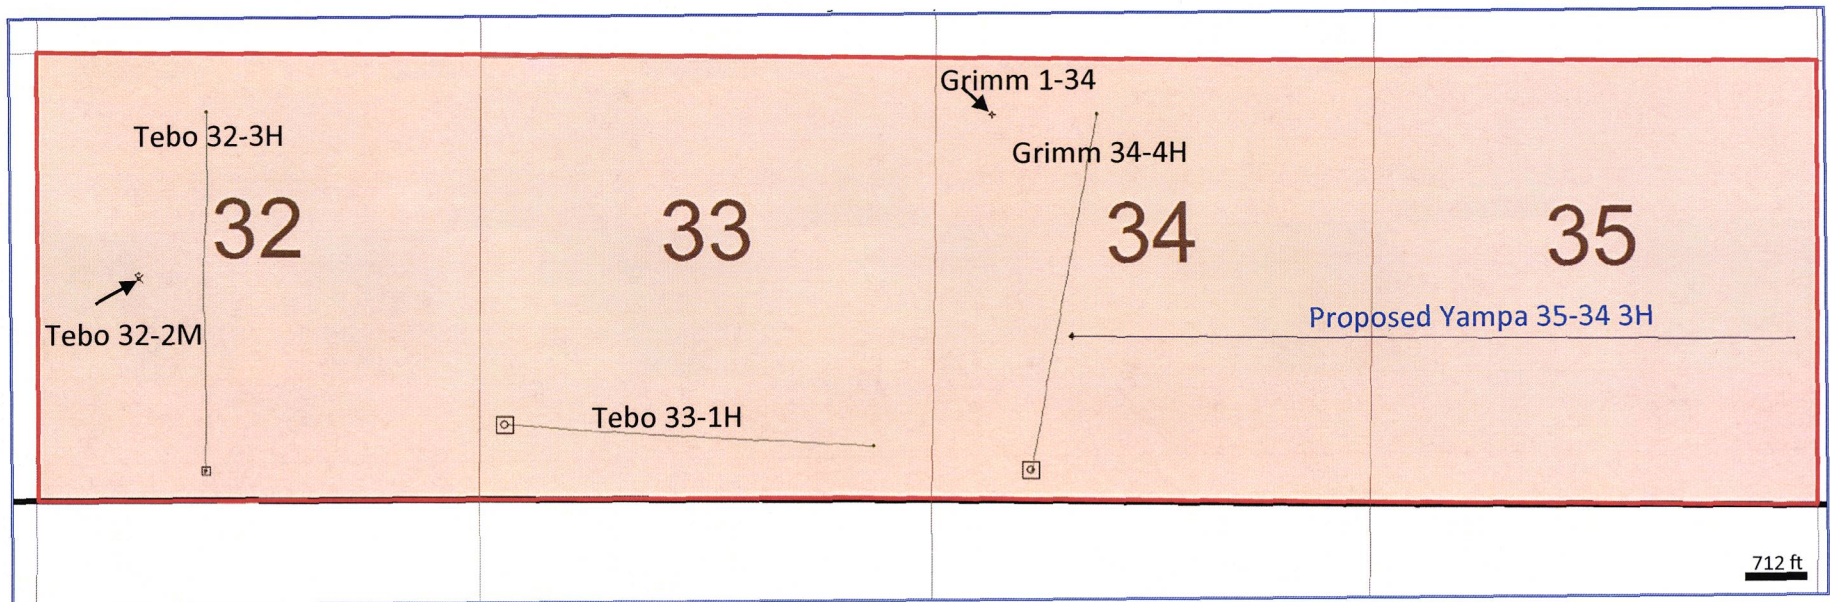 Grimm 1-34
Tebo 32-3H
Grimm 34-4H
32
33
34
35
Proposed Yampa 35-34 3H
Tebo 32-2M
Tebo 33-1H
712 ft